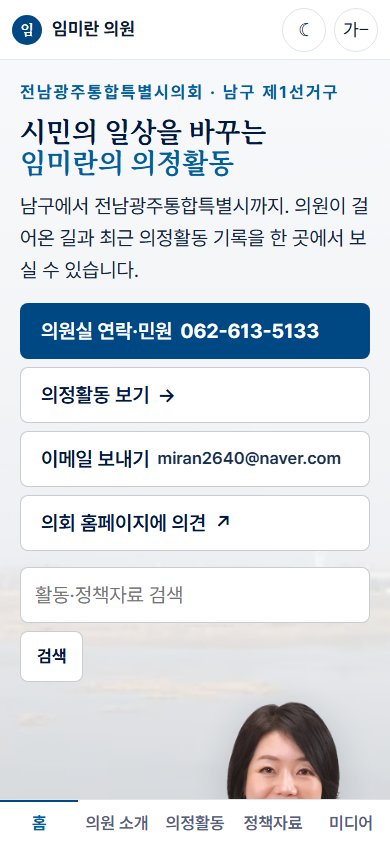 임 임미란 의원 가−
전남광주통합특별시의회 · 남구 제1선거구
시민의 일상을 바꾸는
임미란의 의정활동
남구에서 전남광주통합특별시까지. 의원이 걸
어온 길과 최근 의정활동 기록을 한 곳에서 보
실 수 있습니다.
의원실 연락·민원 062-613-5133
의정활동 보기 →
이메일 보내기 miran2640@naver.com
의회 홈페이지에 의견 ↗
활동·정책자료 검색
검색
홈 의원 소개 의정활동 정책자료 미디어